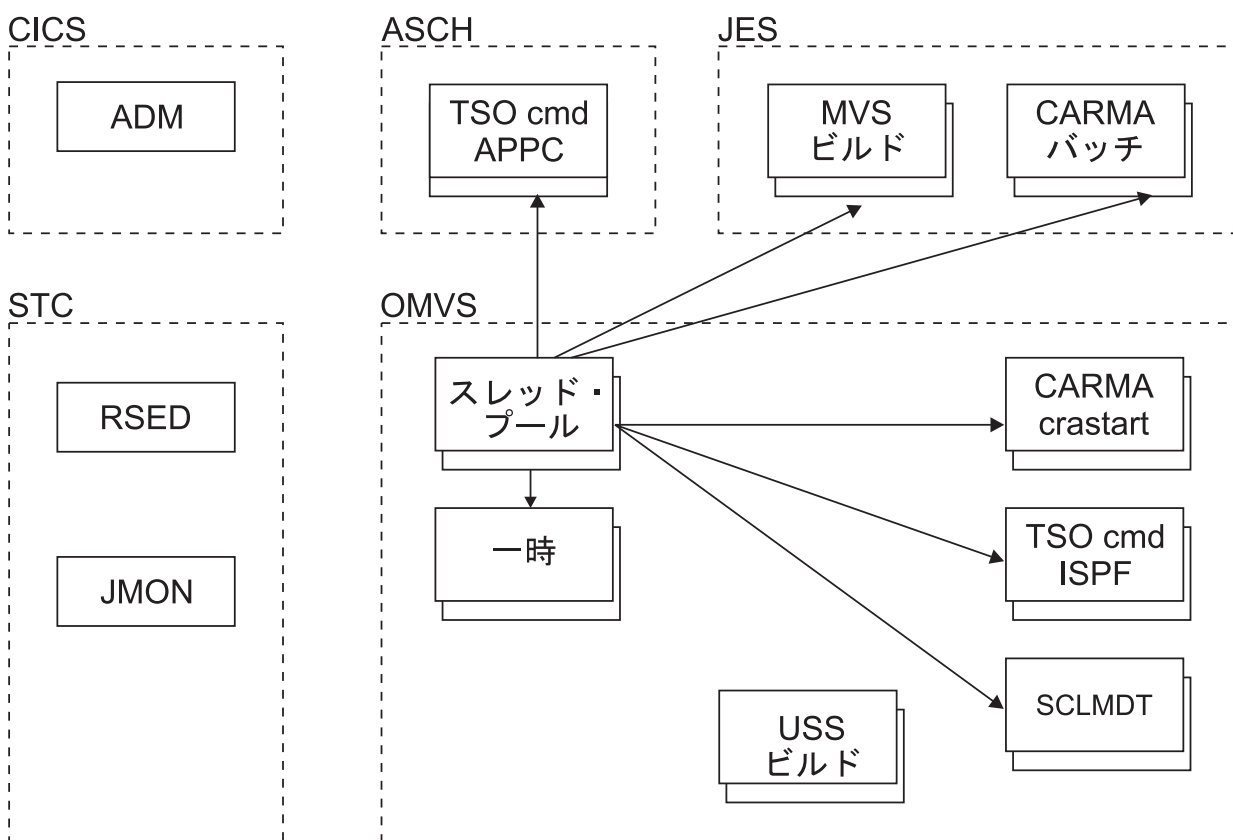 CICS
ADM
ASCH
TSO cmd
APPC
JES
MVS
ビルド
CARMA
バッチ
STC
RSED
JMON
OMVS
スレッド・
プール
一時
CARMA
crastart
TSO cmd
ISPF
SCLMDT
USS
ビルド